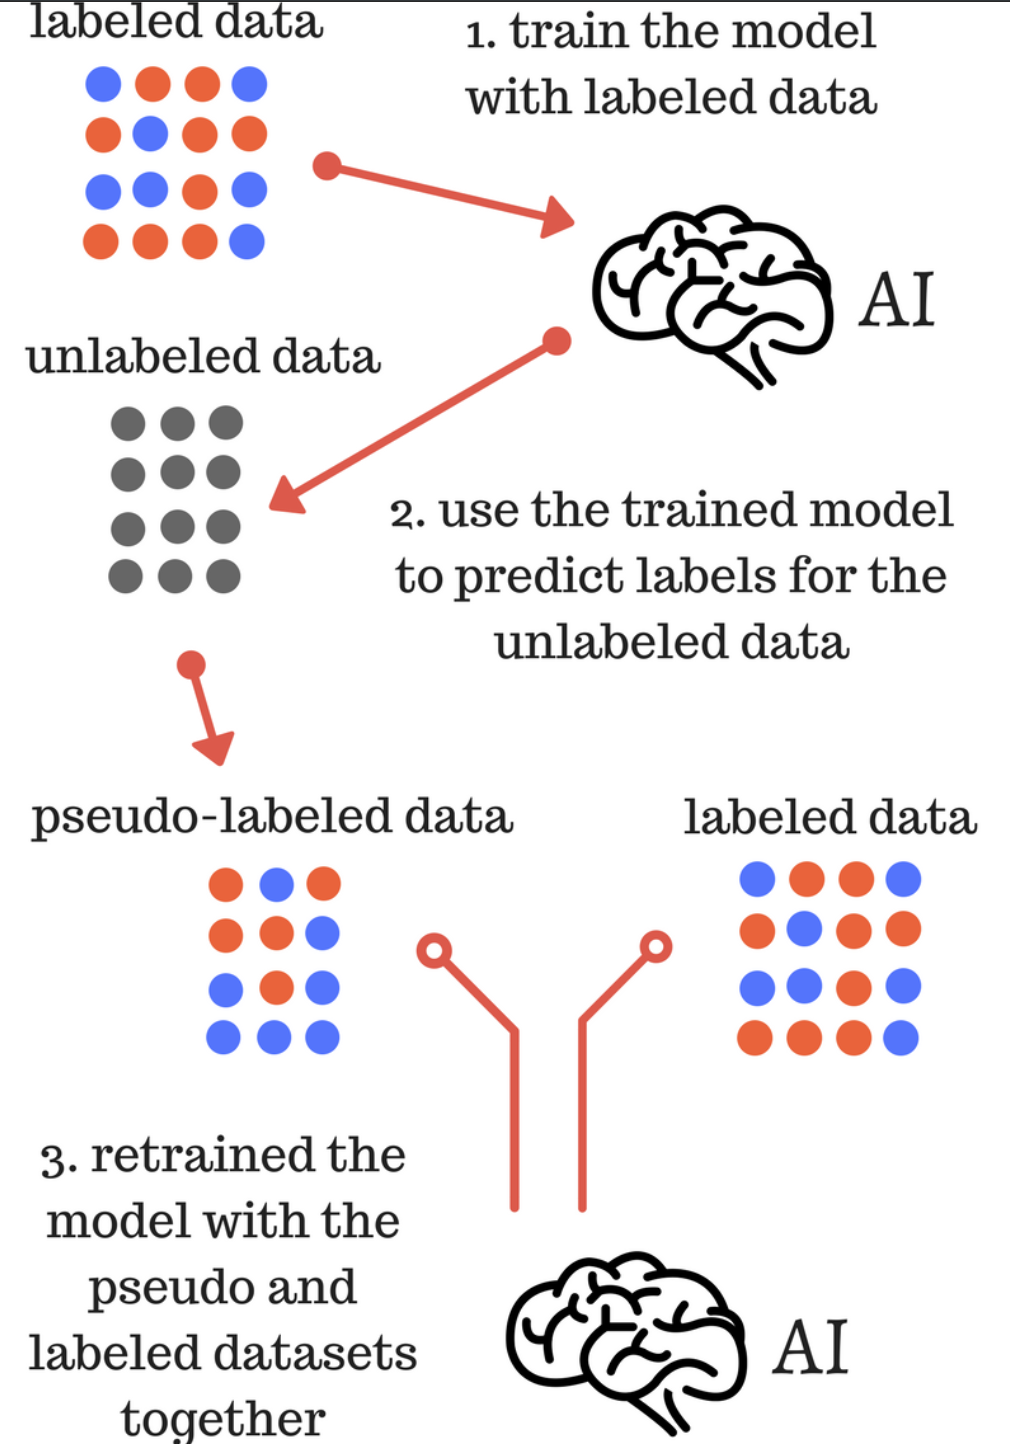 labeled data
1. train the model
with labeled data
AI
unlabeled data
2. use the trained model
to predict labels for the
unlabeled data
pseudo-labeled data
labeled data
3. retrained the
model with the
pseudo and
labeled datasets
together
AI